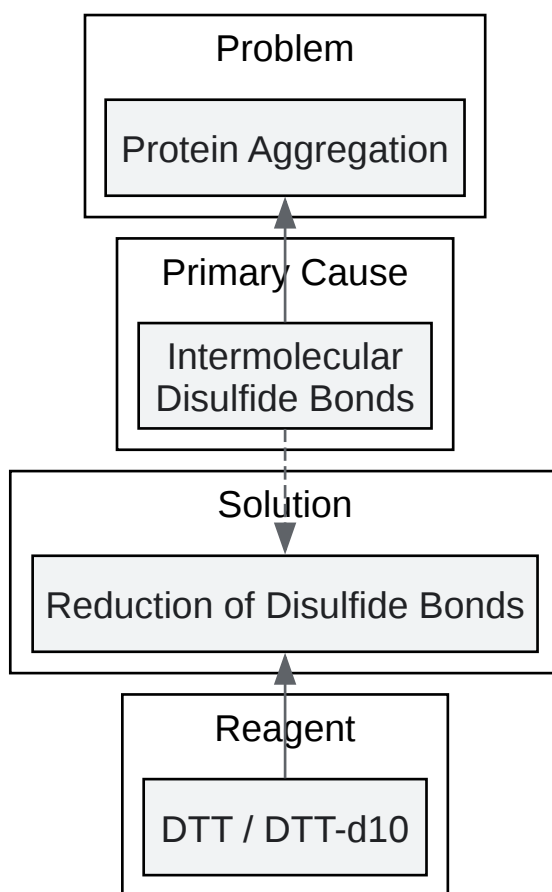 Problem
Protein Aggregation
Primary Cause
Intermolecular
Disulfide Bonds
Solution
Reduction of Disulfide Bonds
Reagent
DTT / DTT-d10